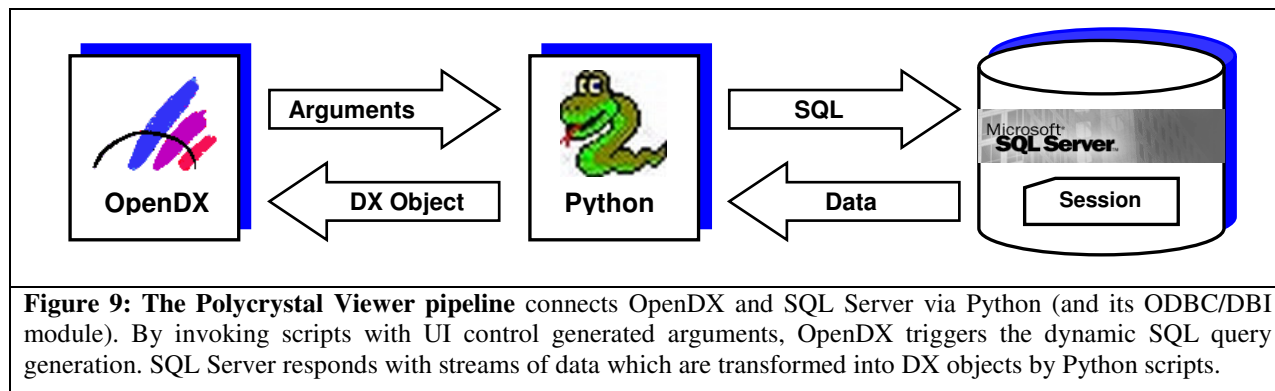 Arguments
SQL
Microsoft
SQL Server
OpenDX
DX Object
Python
Data
Session
Figure 9: The Polycrystal Viewer pipeline connects OpenDX and SQL Server via Python (and its ODBC/DBI
module). By invoking scripts with UI control generated arguments, OpenDX triggers the dynamic SQL query
generation. SQL Server responds with streams of data which are transformed into DX objects by Python scripts.